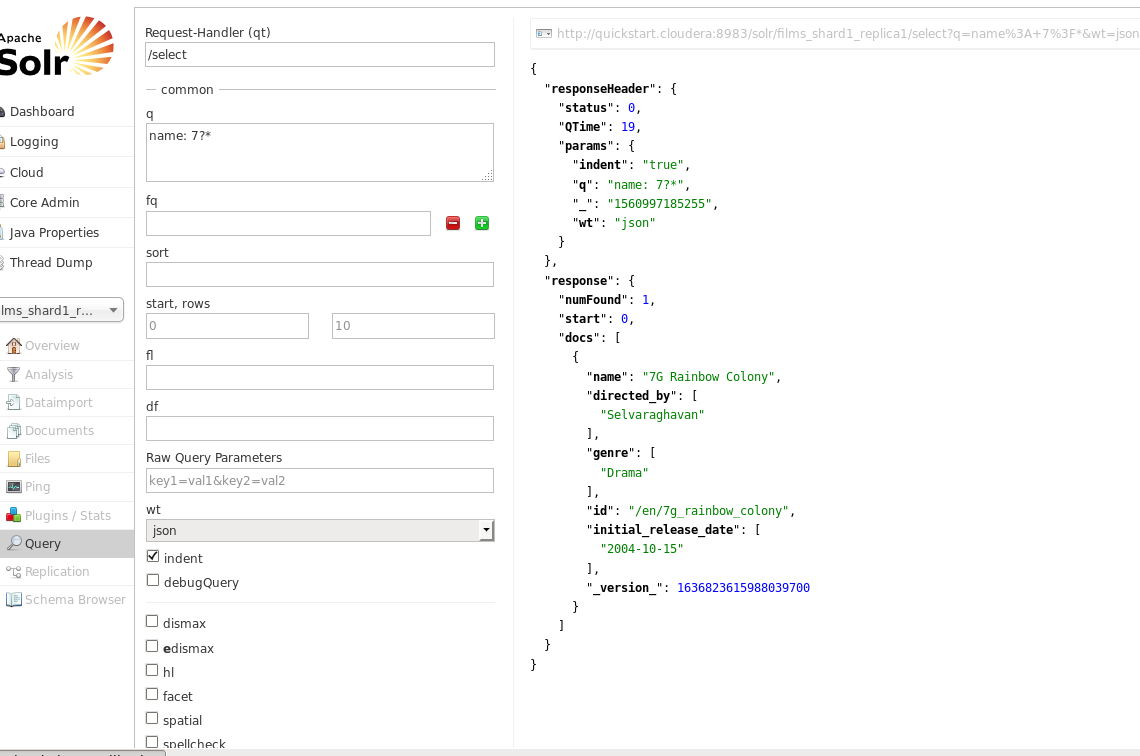 Apache
Solr
Dashboard
Logging
Cloud
Core Admin
Java Properties
Thread Dump
lms_shard1_r...
Overview
Analysis
Dataimport
Documents
Files
Ping
Plugins / Stats
Query
Replication
Schema Browser
Request-Handler (qt)
/select
common
q
name: 7?*
fq
sort
start, rows
0 10
fl
df
Raw Query Parameters
key1=val1&key2=val2
wt
json
indent
debugQuery
dismax
edismax
hl
facet
spatial
spellcheck
http://quickstart.cloudera:8983/solr/films_shard1_replica1/select?q=name%3A+7%3F*&wt=json
{
"responseHeader": {
"status": 0,
"QTime": 19,
"params": {
"indent": "true",
"q": "name: 7?*",
"_": "1560997185255",
"wt": "json"
}
},
"response": {
"numFound": 1,
"start": 0,
"docs": [
{
"name": "7G Rainbow Colony",
"directed_by": [
"Selvaraghavan"
],
"genre": [
"Drama"
],
"id": "/en/7g_rainbow_colony",
"initial_release_date": [
"2004-10-15"
],
"_version_": 1636823615988039700
}
]
}
}